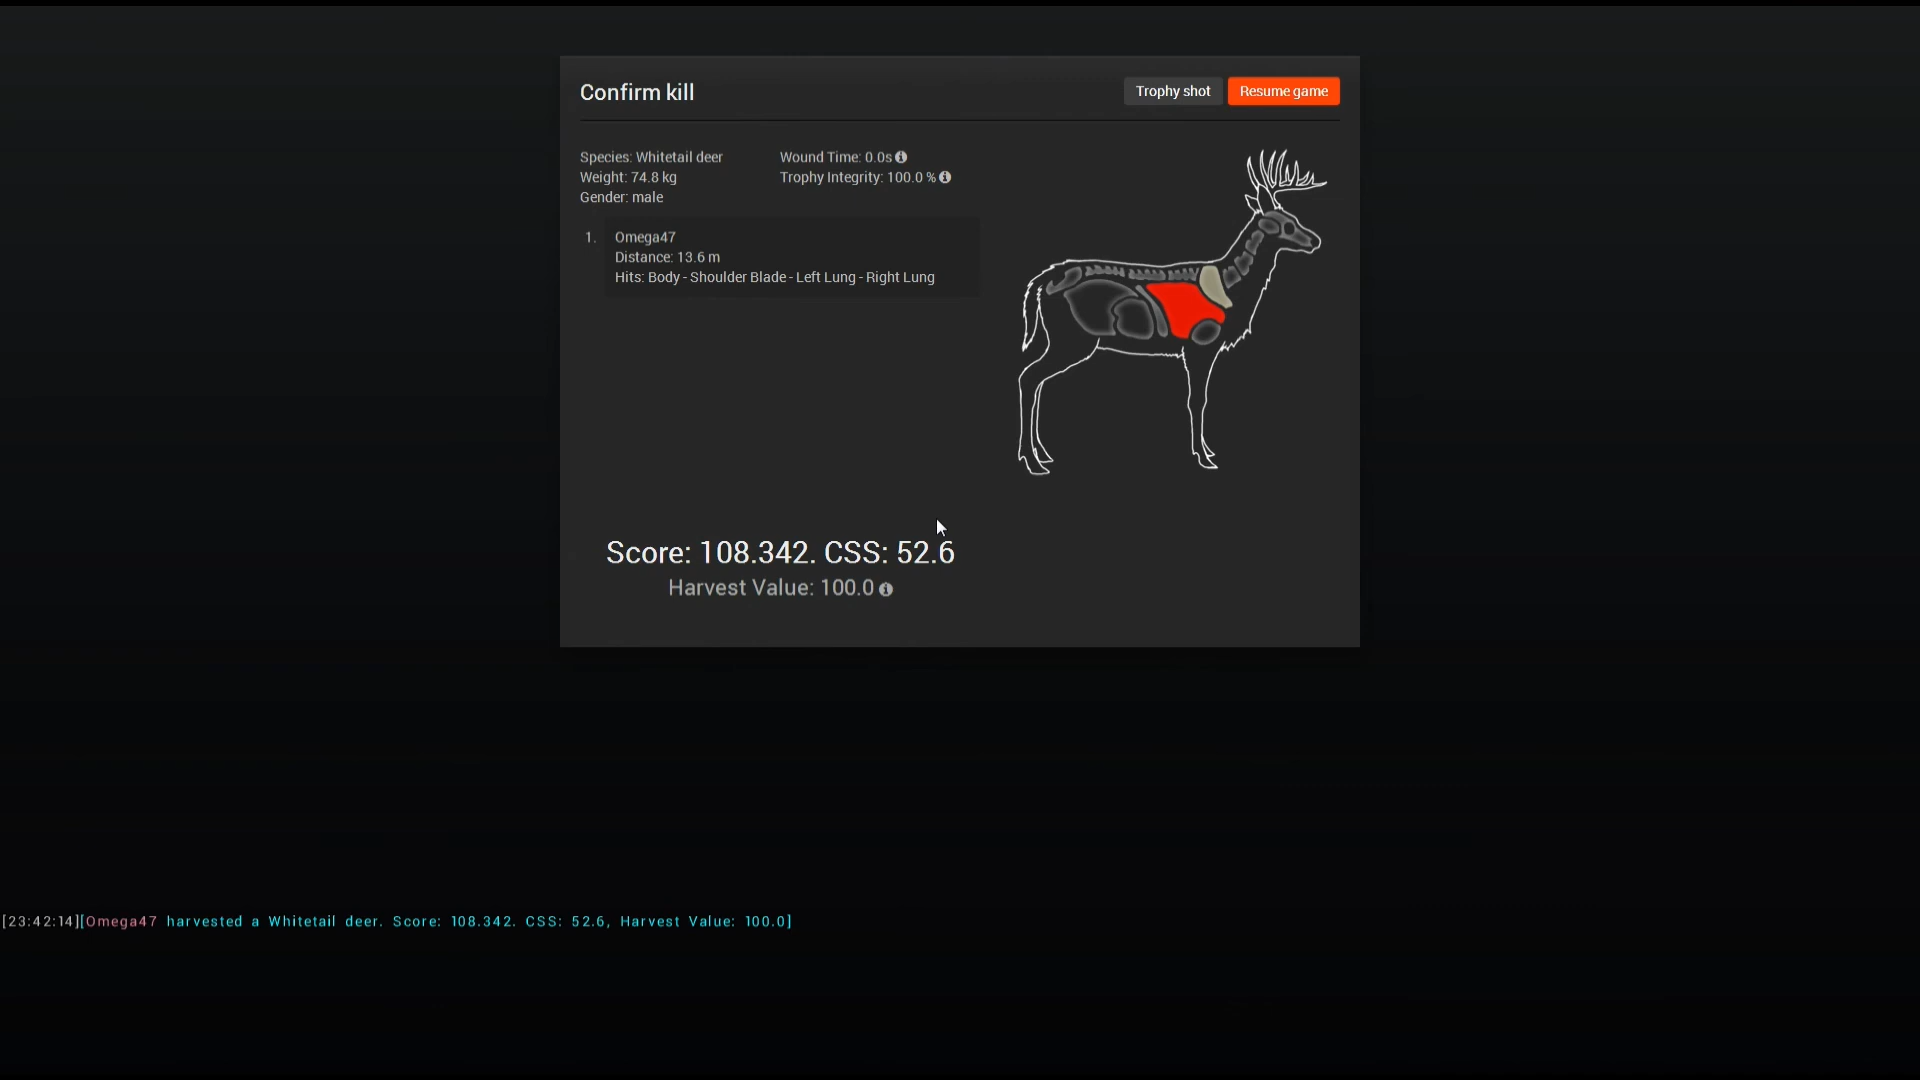 Confirm kill
Trophy shot
Resume game
Species: Whitetail deer
Weight: 74.8 kg
Gender: male
Wound Time: 0.0s
Trophy Integrity: 100.0 %
1.
Omega47
Distance: 13.6 m
Hits: Body - Shoulder Blade - Left Lung - Right Lung
Score: 108.342. CSS: 52.6
Harvest Value: 100.0
[23:42:14][Omega47 harvested a Whitetail deer. Score: 108.342. CSS: 52.6, Harvest Value: 100.0]